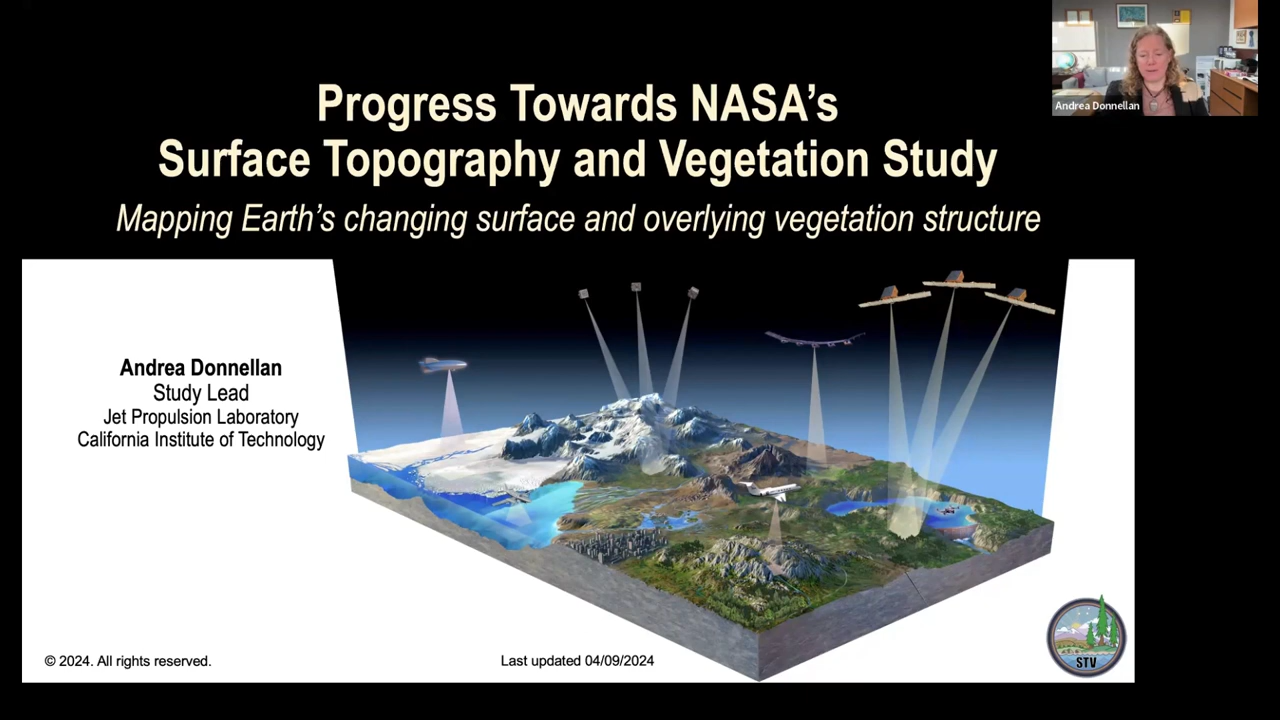 Progress Towards NASA's
Surface Topography and Vegetation Study
Mapping Earth's changing surface and overlying vegetation structure
Andrea Donnellan
Andrea Donnellan
Study Lead
Jet Propulsion Laboratory
California Institute of Technology
© 2024. All rights reserved.
Last updated 04/09/2024
STV